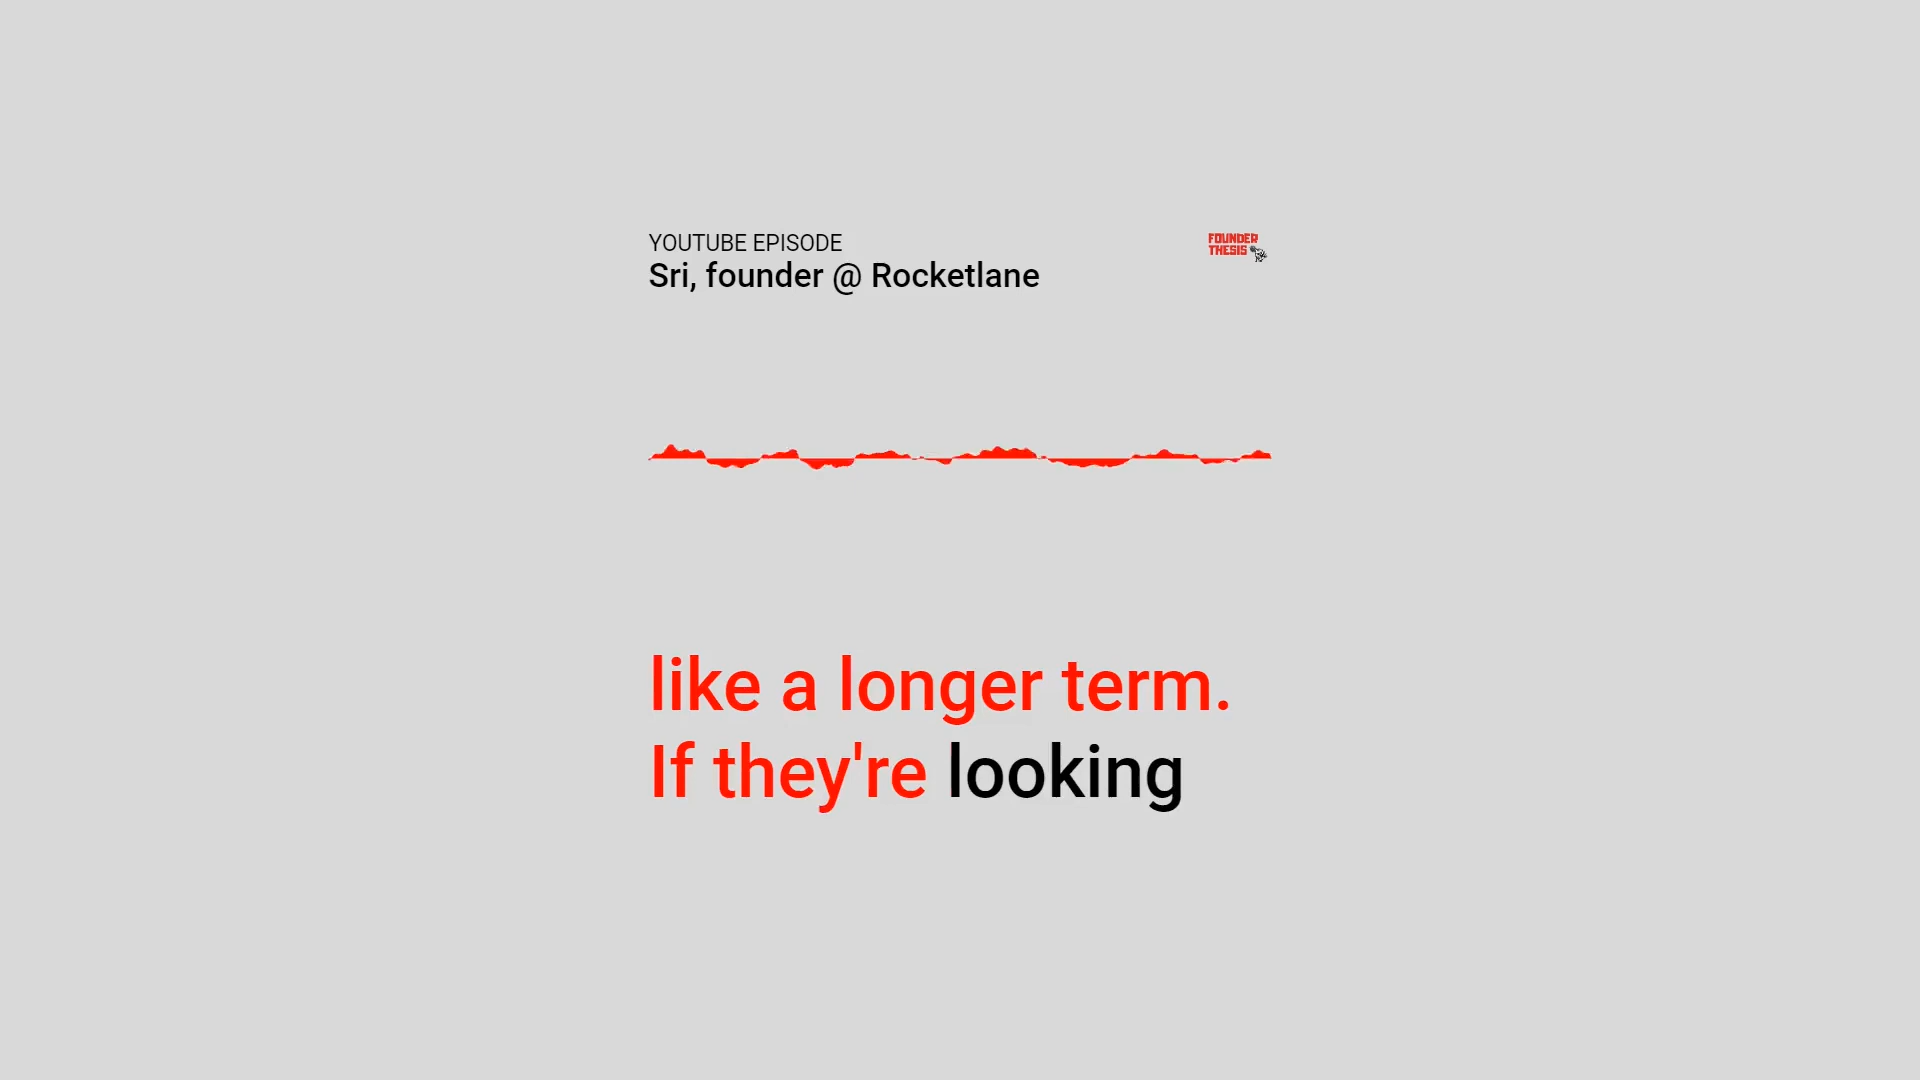 YOUTUBE EPISODE
Sri, founder @ Rocketlane
FOUNDER
THESIS
like a longer term.
If they're looking